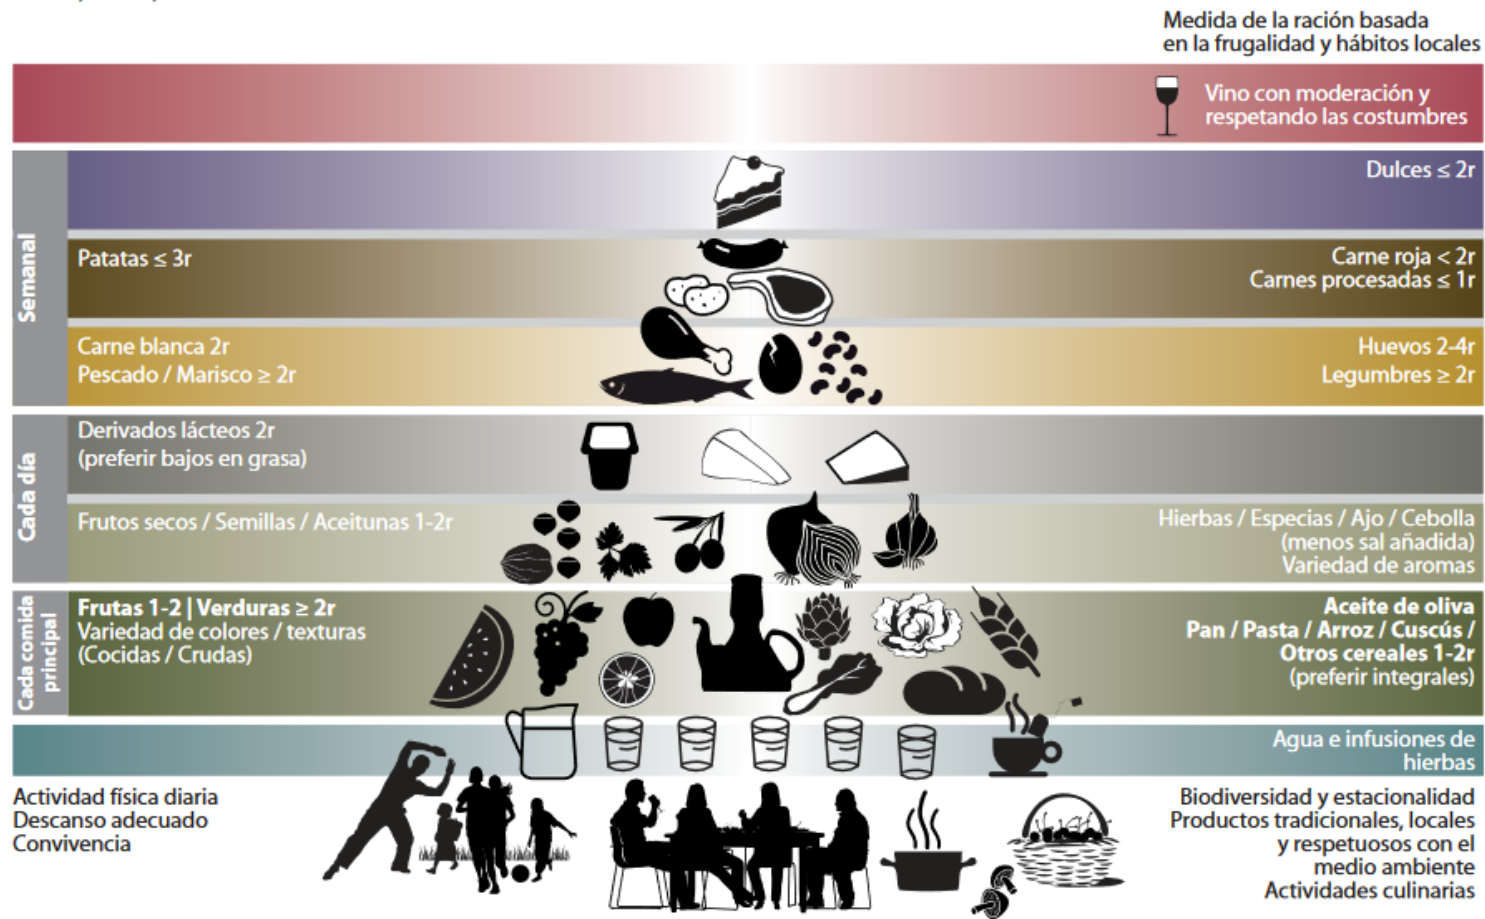 Medida de la ración basada
en la frugalidad y hábitos locales
Vino con moderación y
respetando las costumbres
Semanal
Dulces ≤ 2r
Patatas ≤ 3r
Carne roja < 2r
Carnes procesadas ≤ 1r
Carne blanca 2r
Pescado / Marisco ≥ 2r
Huevos 2-4r
Legumbres ≥ 2r
Cada día
Derivados lácteos 2r
(preferir bajos en grasa)
Frutos secos / Semillas / Aceitunas 1-2r
Hierbas / Especias / Ajo / Cebolla
(menos sal añadida)
Variedad de aromas
Cada comida
principal
Frutas 1-2 | Verduras ≥ 2r
Variedad de colores / texturas
(Cocidas / Crudas)
Aceite de oliva
Pan / Pasta / Arroz / Cuscús /
Otros cereales 1-2r
(preferir integrales)
Agua e infusiones de
hierbas
Actividad física diaria
Descanso adecuado
Convivencia
Biodiversidad y estacionalidad
Productos tradicionales, locales
y respetuosos con el
medio ambiente
Actividades culinarias